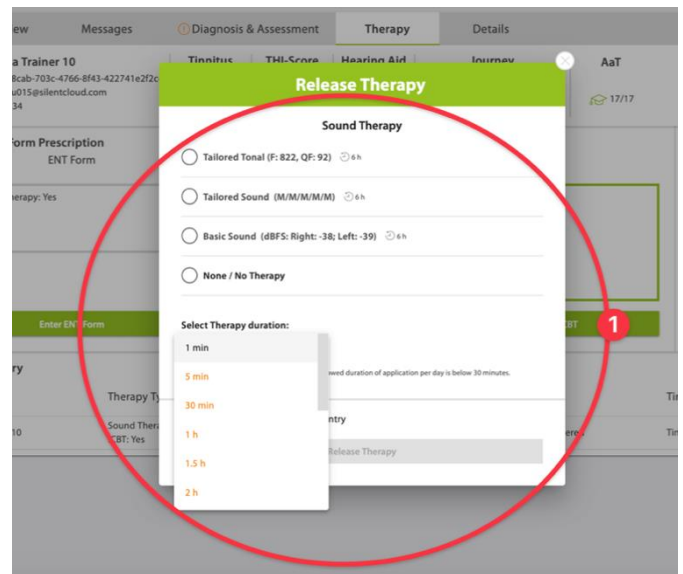 ew Messages Diagnosis & Assessment Therapy Details
a Trainer 10 Tinnitus THI-Score Hearing Aid Journey AaT
8cab-703c-4766-8f43-422741e2f2c
u015@silentcloud.com
34
17/17
Release Therapy
Sound Therapy
orm Prescription
ENT Form
Tailored Tonal (F: 822, QF: 92) 6 h
erapy: Yes
Tailored Sound (M/M/M/M/M) 6 h
Basic Sound (dBFS: Right: -38; Left: -39) 6 h
None / No Therapy
Enter ENT Form
Select Therapy duration:
CBT
1
1 min
5 min
wed duration of application per day is below 30 minutes.
30 min
1 h
1.5 h
2 h
ntry
Release Therapy
ry
Therapy Ty
Tir
10
Sound Thera
CBT: Yes
ere
Tin